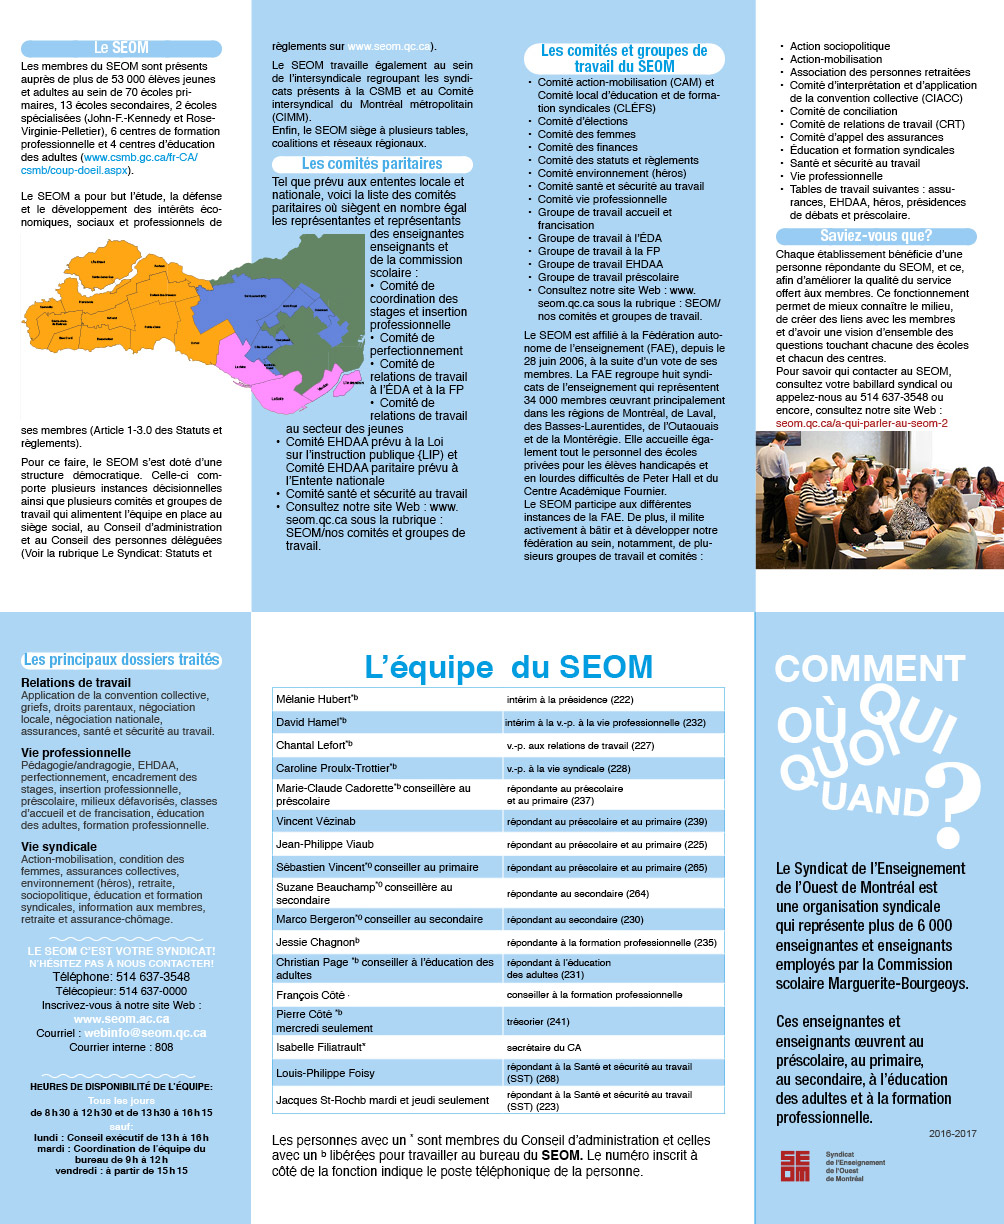 Le SEOM
Les membres du SEOM sont présents
auprès de plus de 53 000 élèves jeunes
et adultes au sein de 70 écoles pri-
maires, 13 écoles secondaires, 2 écoles
spécialisées (John-F.-Kennedy et Rose-
Virginie-Pelletier), 6 centres de formation
professionnelle et 4 centres d'éducation
des adultes (www.csmb.gc.ca/fr-CA/
csmb/coup-doeil.aspx).
Le SEOM a pour but l'étude, la défense
et le développement des intérêts éco-
nomiques, sociaux et professionnels de
ses membres (Article 1-3.0 des Statuts et
règlements).
Pour ce faire, le SEOM s'est doté d'une
structure démocratique. Celle-ci com-
porte plusieurs instances décisionnelles
ainsi que plusieurs comités et groupes de
travail qui alimentent l'équipe en place au
siège social, au Conseil d'administration
et au Conseil des personnes déléguées
(Voir la rubrique Le Syndicat: Statuts et
règlements sur www.seom.qc.ca).
Le SEOM travaille également au sein
de l'intersyndicale regroupant les syndi-
cats présents à la CSMB et au Comité
intersyndical du Montréal métropolitain
(CIMM).
Enfin, le SEOM siège à plusieurs tables,
coalitions et réseaux régionaux.
Les comités paritaires
Tel que prévu aux ententes locale et
nationale, voici la liste des comités
paritaires où siègent en nombre égal
les représentantes et représentants
des enseignantes
enseignants et
de la commission
scolaire :
• Comité de
coordination des
stages et insertion
professionnelle
• Comité de
perfectionnement
• Comité de
relations de travail
à l'ÉDA et à la FP
• Comité de
relations de travail
au secteur des jeunes
• Comité EHDAA prévu à la Loi
sur l'instruction publique {LIP) et
Comité EHDAA paritaire prévu à
l'Entente nationale
• Comité santé et sécurité au travail
• Consultez notre site Web : www.
seom.qc.ca sous la rubrique :
SEOM/nos comités et groupes de
travail.
Les comités et groupes de
travail du SEOM
• Comité action-mobilisation (CAM) et
Comité local d'éducation et de forma-
tion syndicales (CLÉFS)
• Comité d'élections
• Comité des femmes
• Comité des finances
• Comité des statuts et règlements
• Comité environnement (héros)
• Comité santé et sécurité au travail
• Comité vie professionnelle
• Groupe de travail accueil et
francisation
• Groupe de travail à l'ÉDA
• Groupe de travail à la FP
• Groupe de travail EHDAA
• Groupe de travail préscolaire
• Consultez notre site Web : www.
seom.qc.ca sous la rubrique : SEOM/
nos comités et groupes de travail.
Le SEOM est affilié à la Fédération auto-
nome de l'enseignement (FAE), depuis le
28 juin 2006, à la suite d'un vote de ses
membres. La FAE regroupe huit syndi-
cats de l'enseignement qui représentent
34 000 membres œuvrant principalement
dans les régions de Montréal, de Laval,
des Basses-Laurentides, de l'Outaouais
et de la Montérégie. Elle accueille éga-
lement tout le personnel des écoles
privées pour les élèves handicapés et
en lourdes difficultés de Peter Hall et du
Centre Académique Fournier.
Le SEOM participe aux différentes
instances de la FAE. De plus, il milite
activement à bâtir et à développer notre
fédération au sein, notamment, de plu-
sieurs groupes de travail et comités :
• Action sociopolitique
• Action-mobilisation
• Association des personnes retraitées
• Comité d'interprétation et d'application
de la convention collective (CIACC)
• Comité de conciliation
• Comité de relations de travail (CRT)
• Comité d'appel des assurances
• Éducation et formation syndicales
• Santé et sécurité au travail
• Vie professionnelle
• Tables de travail suivantes : assu-
rances, EHDAA, héros, présidences
de débats et préscolaire.
Saviez-vous que?
Chaque établissement bénéficie d'une
personne répondante du SEOM, et ce,
afin d'améliorer la qualité du service
offert aux membres. Ce fonctionnement
permet de mieux connaître le milieu,
de créer des liens avec les membres
et d'avoir une vision d'ensemble des
questions touchant chacune des écoles
et chacun des centres.
Pour savoir qui contacter au SEOM,
consultez votre babillard syndical ou
appelez-nous au 514 637-3548 ou
encore, consultez notre site Web :
seom.qc.ca/a-qui-parler-au-seom-2
Les principaux dossiers traités
Relations de travail
Application de la convention collective,
griefs, droits parentaux, négociation
locale, négociation nationale,
assurances, santé et sécurité au travail.
Vie professionnelle
Pédagogie/andragogie, EHDAA,
perfectionnement, encadrement des
stages, insertion professionnelle,
préscolaire, milieux défavorisés, classes
d'accueil et de francisation, éducation
des adultes, formation professionnelle.
Vie syndicale
Action-mobilisation, condition des
femmes, assurances collectives,
environnement (héros), retraite,
sociopolitique, éducation et formation
syndicales, information aux membres,
retraite et assurance-chômage.
LE SEOM C'EST VOTRE SYNDICAT!
N'HÉSITEZ PAS À NOUS CONTACTER!
Téléphone: 514 637-3548
Télécopieur: 514 637-0000
Inscrivez-vous à notre site Web :
www.seom.ac.ca
Courriel : webinfo@seom.qc.ca
Courrier interne : 808
HEURES DE DISPONIBILITÉ DE L'ÉQUIPE:
Tous les jours
de 8h30 à 12h30 et de 13h30 à 16h15
sauf:
lundi : Conseil exécutif de 13h à 16h
mardi : Coordination de l'équipe du
bureau de 9h à 12h
vendredi : à partir de 15h15
L'équipe du SEOM
Mélanie Hubert*b intérim à la présidence (222)
David Hamel*b intérim à la v.-p. à la vie professionnelle (232)
Chantal Lefort*b v.-p. aux relations de travail (227)
Caroline Proulx-Trottier*b v.-p. à la vie syndicale (228)
Marie-Claude Cadorette*b conseillère au répondante au préscolaire
préscolaire et au primaire (237)
Vincent Vézinab répondant au préscolaire et au primaire (239)
Jean-Philippe Viaub répondant au préscolaire et au primaire (225)
Sébastien Vincent*o conseiller au primaire répondant au préscolaire et au primaire (265)
Suzane Beauchamp*o conseillère au
secondaire répondante au secondaire (264)
Marco Bergeron*o conseiller au secondaire répondant au secondaire (230)
Jessie Chagnonb répondante à la formation professionnelle (235)
Christian Page *b conseiller à l'éducation des répondant à l'éducation
adultes des adultes (231)
François Côté · conseiller à la formation professionnelle
Pierre Côté *b
mercredi seulement trésorier (241)
Isabelle Filiatrault* secrétaire du CA
Louis-Philippe Foisy répondant à la Santé et sécurité au travail
(SST) (268)
Jacques St-Rochb mardi et jeudi seulement répondant à la Santé et sécurité au travail
(SST) (223)
Les personnes avec un * sont membres du Conseil d'administration et celles
avec un b libérées pour travailler au bureau du SEOM. Le numéro inscrit à
côté de la fonction indique le poste téléphonique de la personne.
COMMENT
OÙ QUI
QUOI
QUAND ?
Le Syndicat de l'Enseignement
de l'Ouest de Montréal est
une organisation syndicale
qui représente plus de 6 000
enseignantes et enseignants
employés par la Commission
scolaire Marguerite-Bourgeoys.
Ces enseignantes et
enseignants œuvrent au
préscolaire, au primaire,
au secondaire, à l'éducation
des adultes et à la formation
professionnelle.
2016-2017
SEOM
Syndicat
de l'Enseignement
de l'Ouest
de Montréal